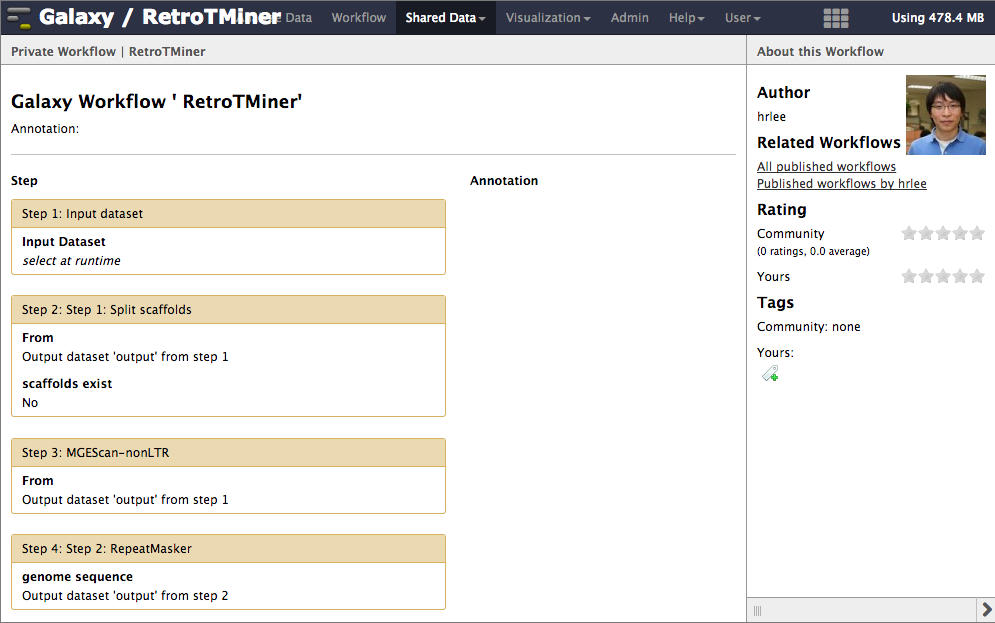 Galaxy / RetroTMiner Data Workflow Shared Data Visualization Admin Help User Using 478.4 MB
Private Workflow | RetroTMiner
About this Workflow
Galaxy Workflow ' RetroTMiner'
Annotation:
Step
Annotation
Step 1: Input dataset
Input Dataset
select at runtime
Step 2: Step 1: Split scaffolds
From
Output dataset 'output' from step 1
scaffolds exist
No
Step 3: MGEScan-nonLTR
From
Output dataset 'output' from step 1
Step 4: Step 2: RepeatMasker
genome sequence
Output dataset 'output' from step 2
Author
hrlee
Related Workflows
All published workflows
Published workflows by hrlee
Rating
Community
(0 ratings, 0.0 average)
Yours
Tags
Community: none
Yours: